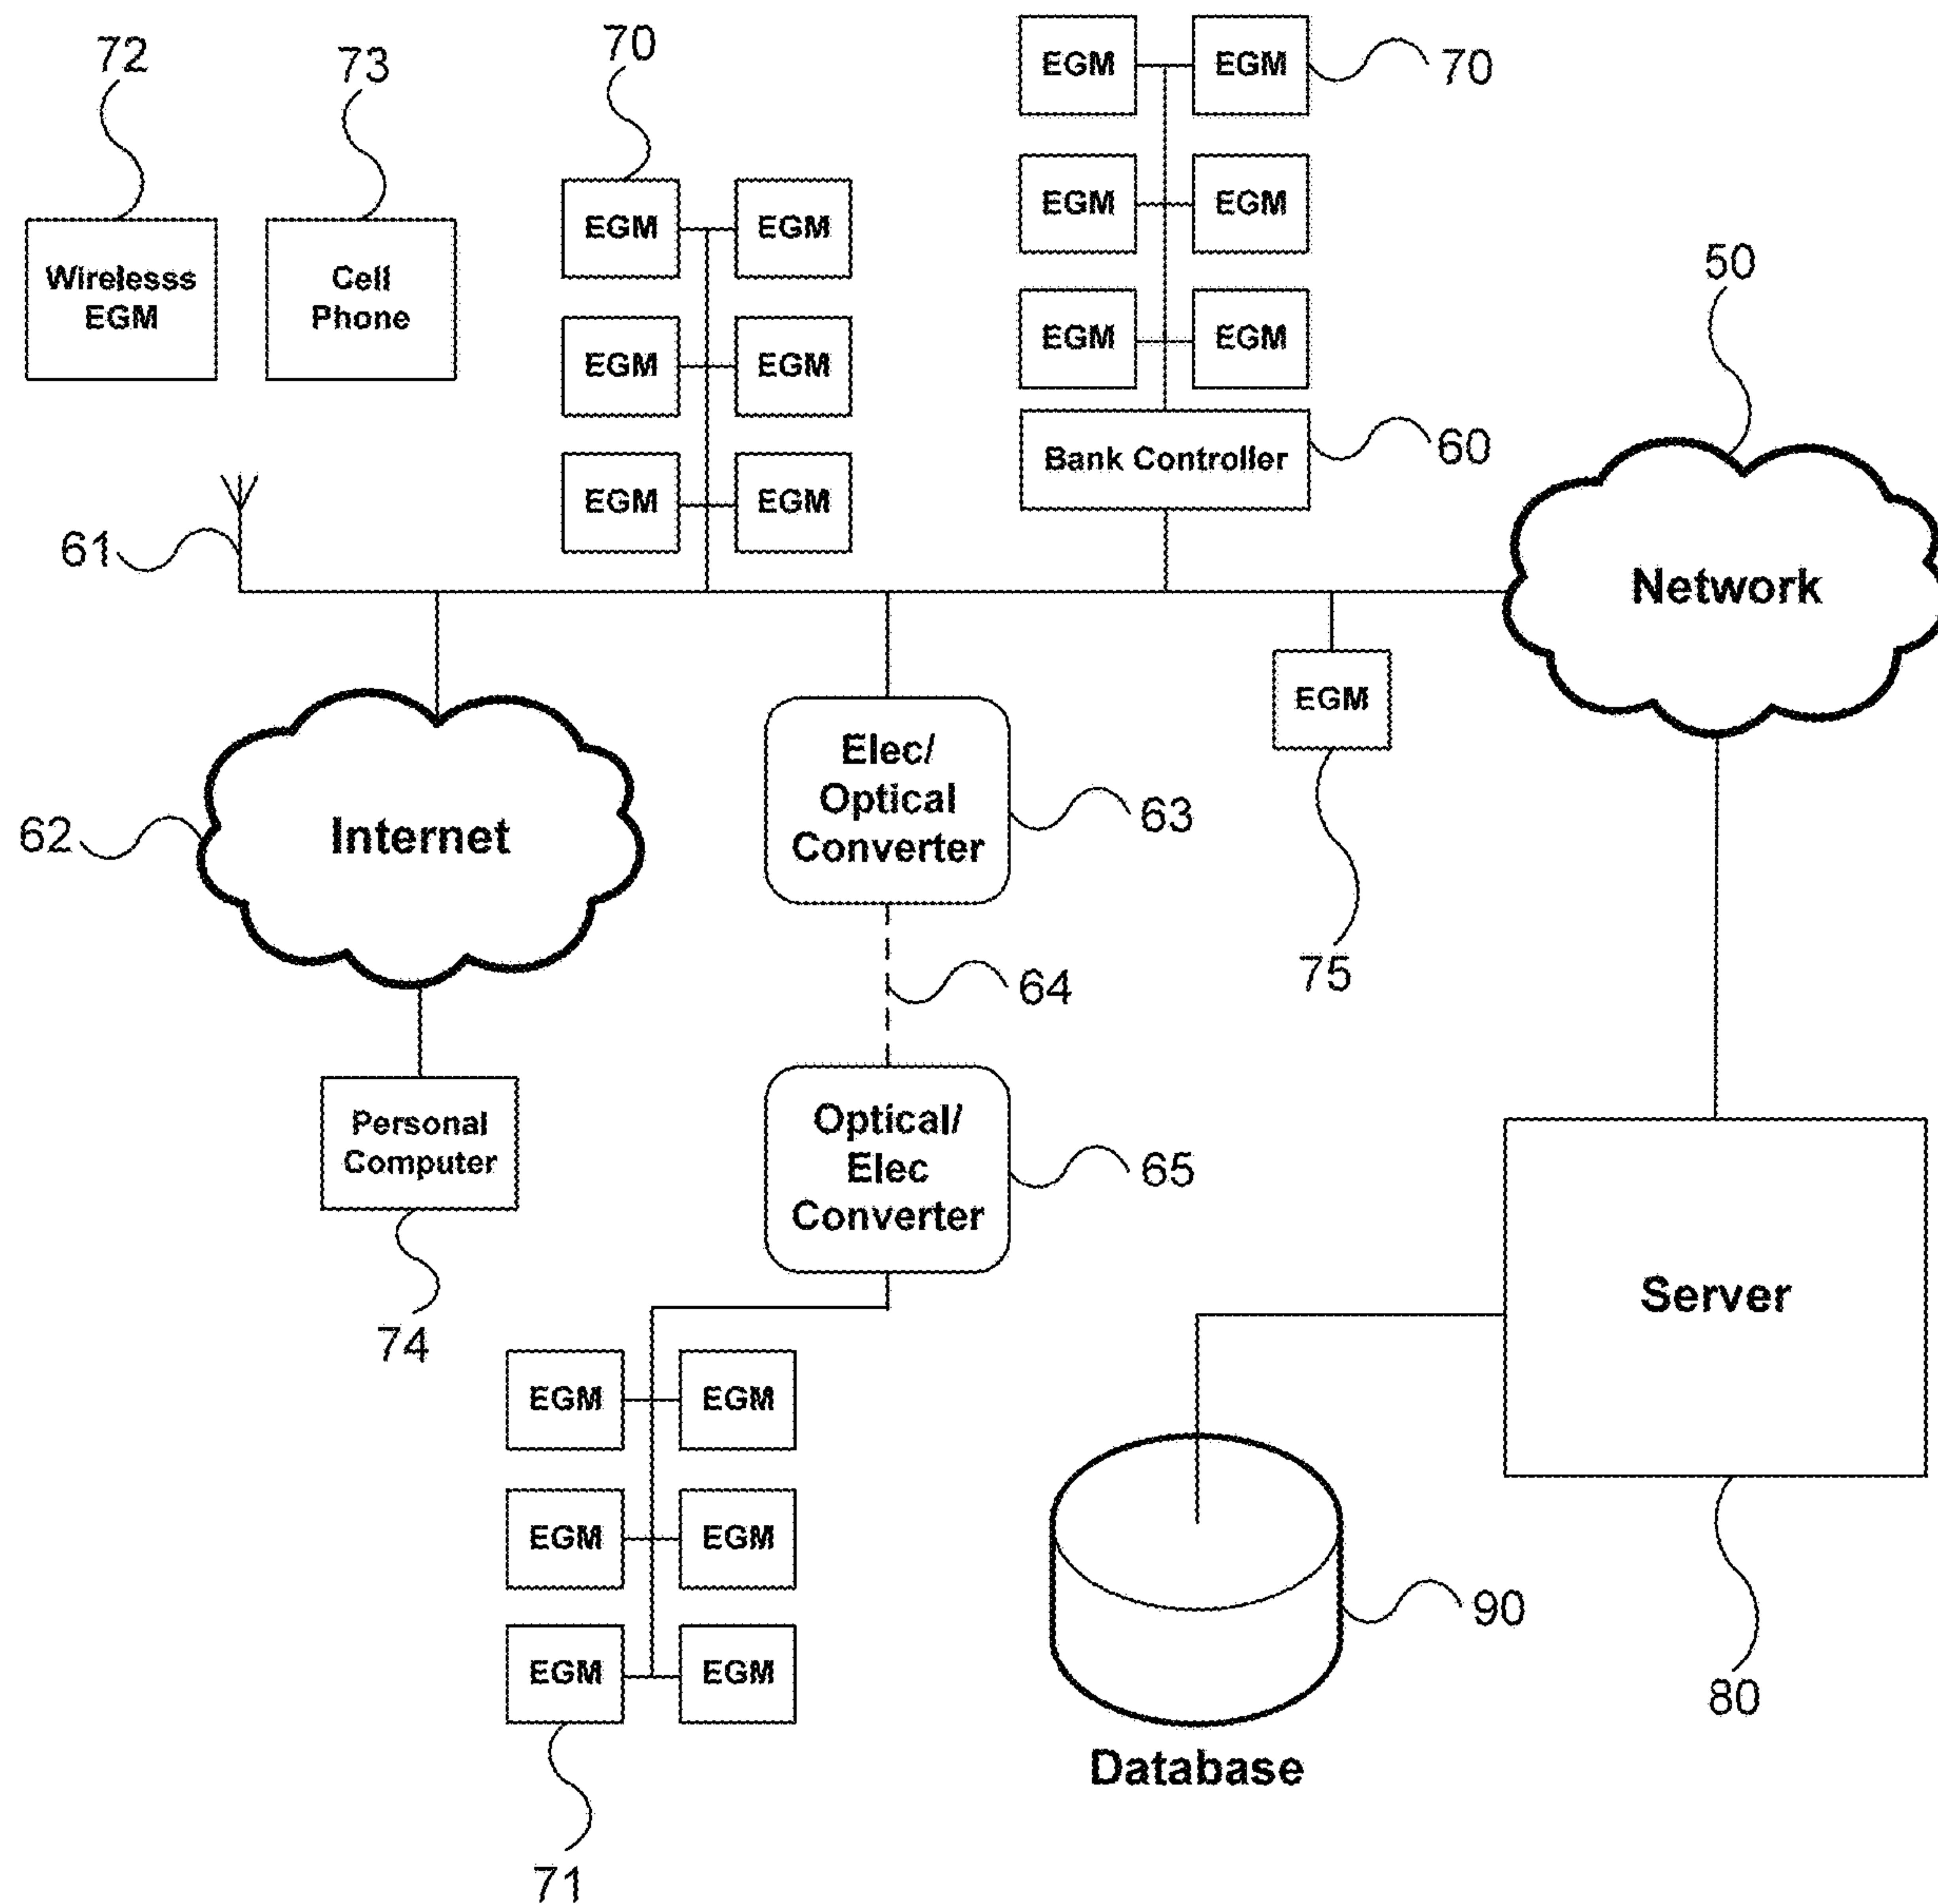 72
73
70
EGM
EGM
70
EGM
EGM
EGM
EGM
EGM
EGM
Wirelesss
EGM
Cell
Phone
50
EGM
EGM
EGM
EGM
Bank Controller
60
EGM
EGM
61
Network
EGM
75
62
Internet
Elec/
Optical
Converter
63
64
Personal
Computer
74
Optical/
Elec
Converter
65
Server
80
EGM
EGM
EGM
EGM
EGM
EGM
71
90
Database